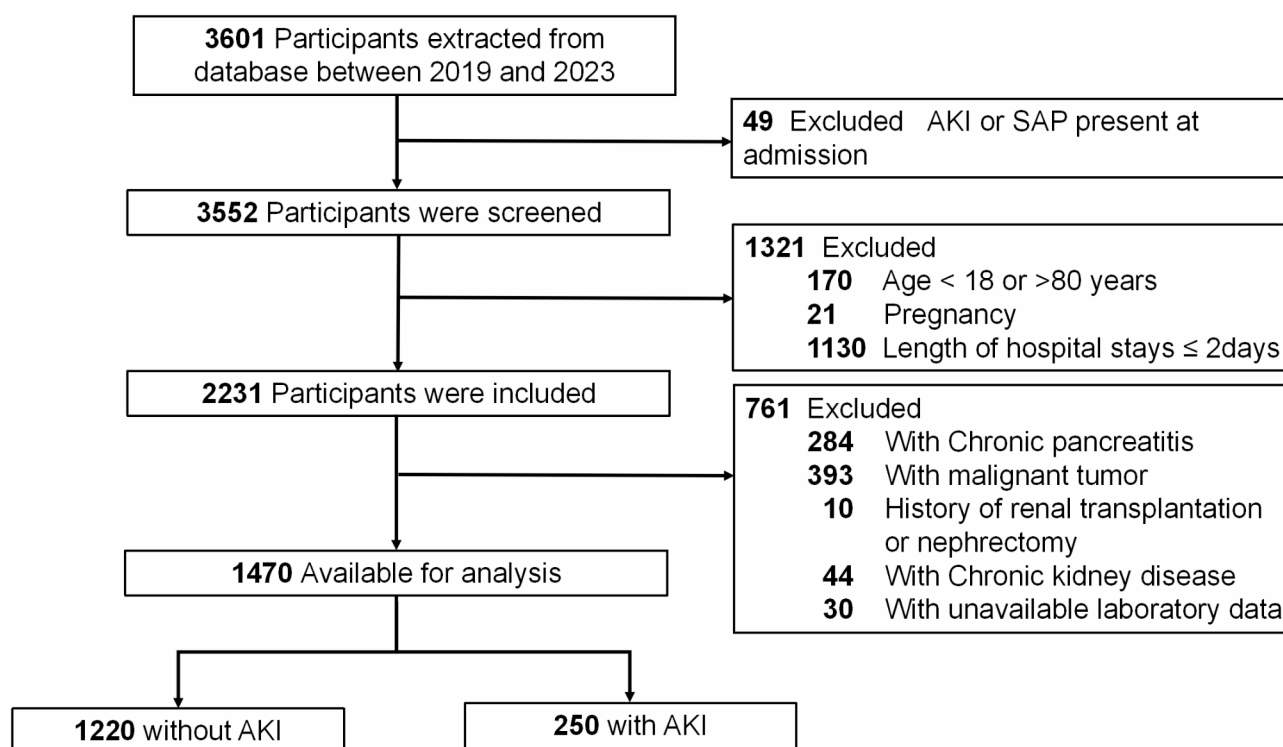 3601 Participants extracted from
database between 2019 and 2023
49 Excluded AKI or SAP present at
admission
3552 Participants were screened
1321 Excluded
170 Age < 18 or >80 years
21 Pregnancy
1130 Length of hospital stays ≤ 2days
2231 Participants were included
761 Excluded
284 With Chronic pancreatitis
393 With malignant tumor
10 History of renal transplantation
or nephrectomy
44 With Chronic kidney disease
30 With unavailable laboratory data
1470 Available for analysis
1220 without AKI
250 with AKI